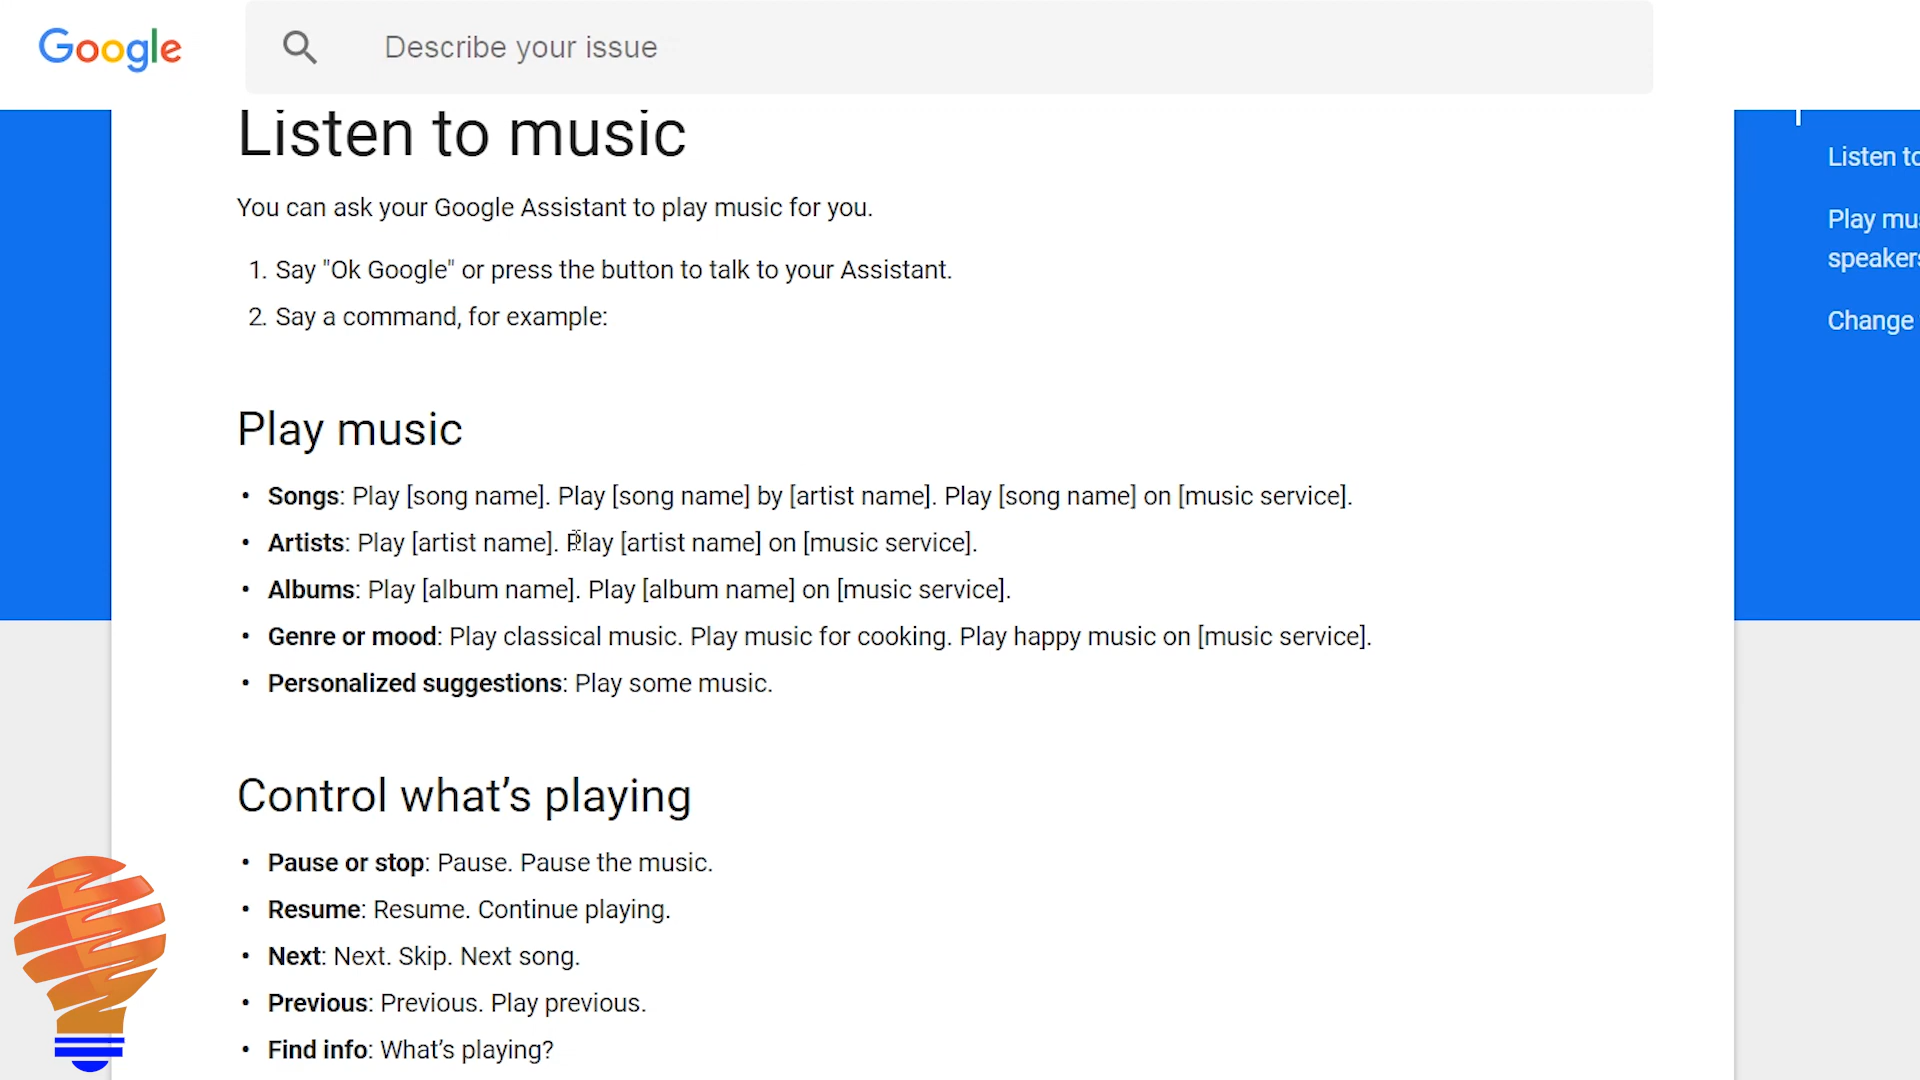 Google
Describe your issue
Listen to music
You can ask your Google Assistant to play music for you.
1. Say "Ok Google" or press the button to talk to your Assistant.
2. Say a command, for example:
Play music
• Songs: Play [song name]. Play [song name] by [artist name]. Play [song name] on [music service].
• Artists: Play [artist name]. Play [artist name] on [music service].
• Albums: Play [album name]. Play [album name] on [music service].
• Genre or mood: Play classical music. Play music for cooking. Play happy music on [music service].
• Personalized suggestions: Play some music.
Control what’s playing
• Pause or stop: Pause. Pause the music.
• Resume: Resume. Continue playing.
• Next: Next. Skip. Next song.
• Previous: Previous. Play previous.
• Find info: What’s playing?
Listen
Play
Change